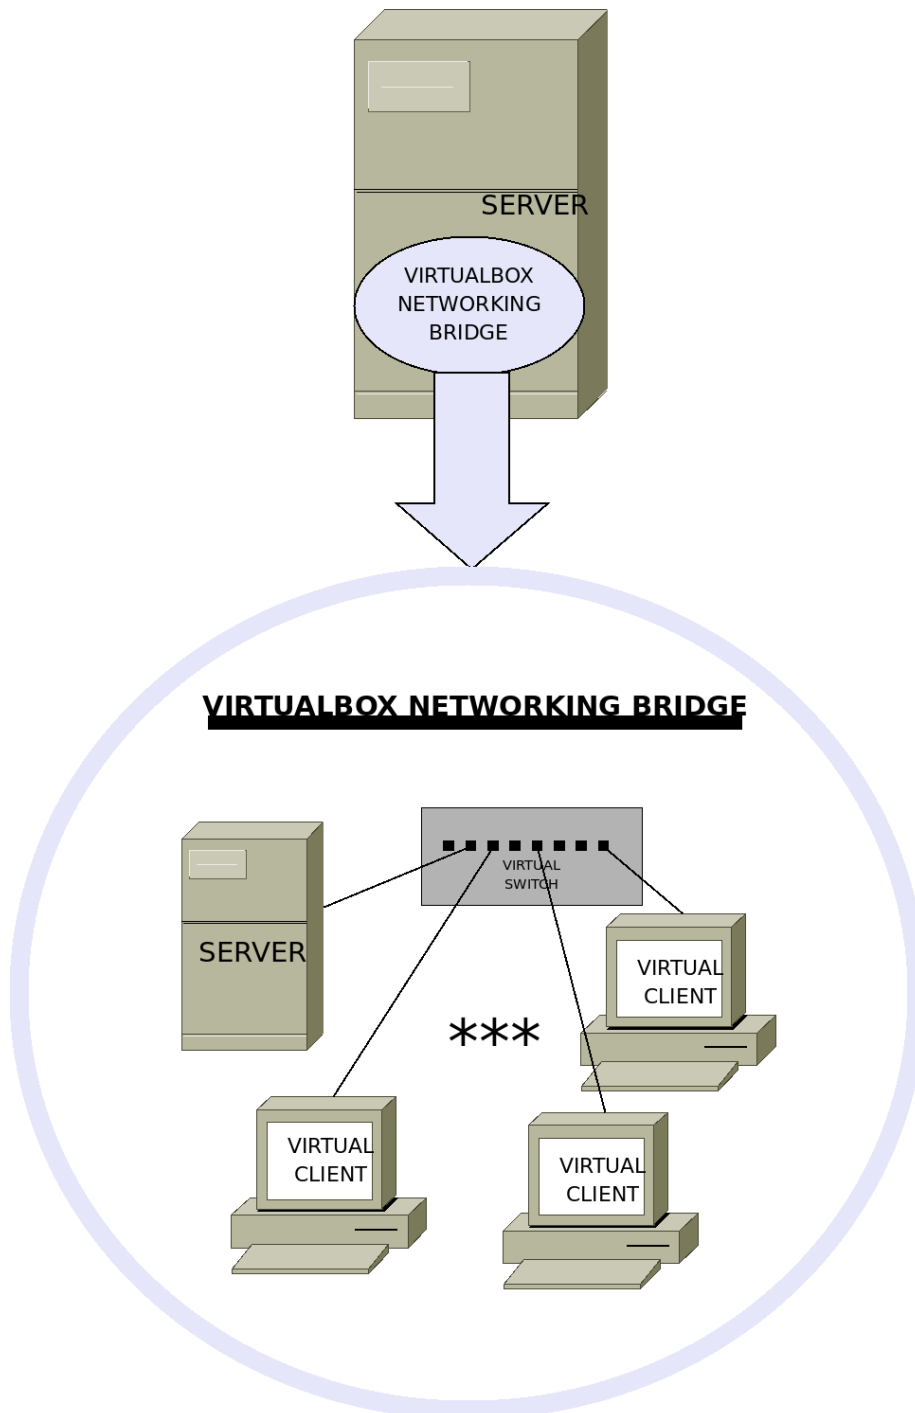 SERVER
VIRTUALBOX
NETWORKING
BRIDGE
VIRTUALBOX NETWORKING BRIDGE
VIRTUAL
SWITCH
SERVER
VIRTUAL
CLIENT
***
VIRTUAL
CLIENT
VIRTUAL
CLIENT